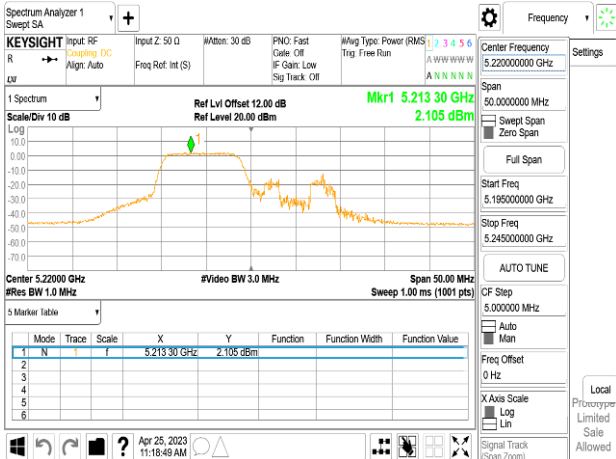 Spectrum Analyzer 1
Swept SA
Frequency
Settings
KEYSIGHT
R
LXI
Input: RF
Coupling: DC
Align: Auto
Input Z: 50 Ω
Freq Ref: Int (S)
#Atten: 30 dB
PNO: Fast
Gate: Off
IF Gain: Low
Sig Track: Off
#Avg Type: Power (RMS
Trig: Free Run
1 2 3 4 5 6
A W W W W W
A N N N N N
1 Spectrum
Scale/Div 10 dB
Ref Lvl Offset 12.00 dB
Ref Level 20.00 dBm
Mkr1 5.213 30 GHz
2.105 dBm
Log
10.0
0.00
-10.0
-20.0
-30.0
-40.0
-50.0
-60.0
-70.0
1
Center 5.22000 GHz
#Res BW 1.0 MHz
#Video BW 3.0 MHz
Span 50.00 MHz
Sweep 1.00 ms (1001 pts)
5 Marker Table
Mode Trace Scale X Y Function Function Width Function Value
1 N 1 f 5.213 30 GHz 2.105 dBm
2
3
4
5
6
Center Frequency
5.220000000 GHz
Span
50.0000000 MHz
Swept Span
Zero Span
Full Span
Start Freq
5.195000000 GHz
Stop Freq
5.245000000 GHz
AUTO TUNE
CF Step
5.000000 MHz
Auto
Man
Freq Offset
0 Hz
X Axis Scale
Log
Lin
Signal Track
(Span Zoom)
Local
Prototype
Limited
Sale
Allowed
?
Apr 25, 2023
11:18:49 AM